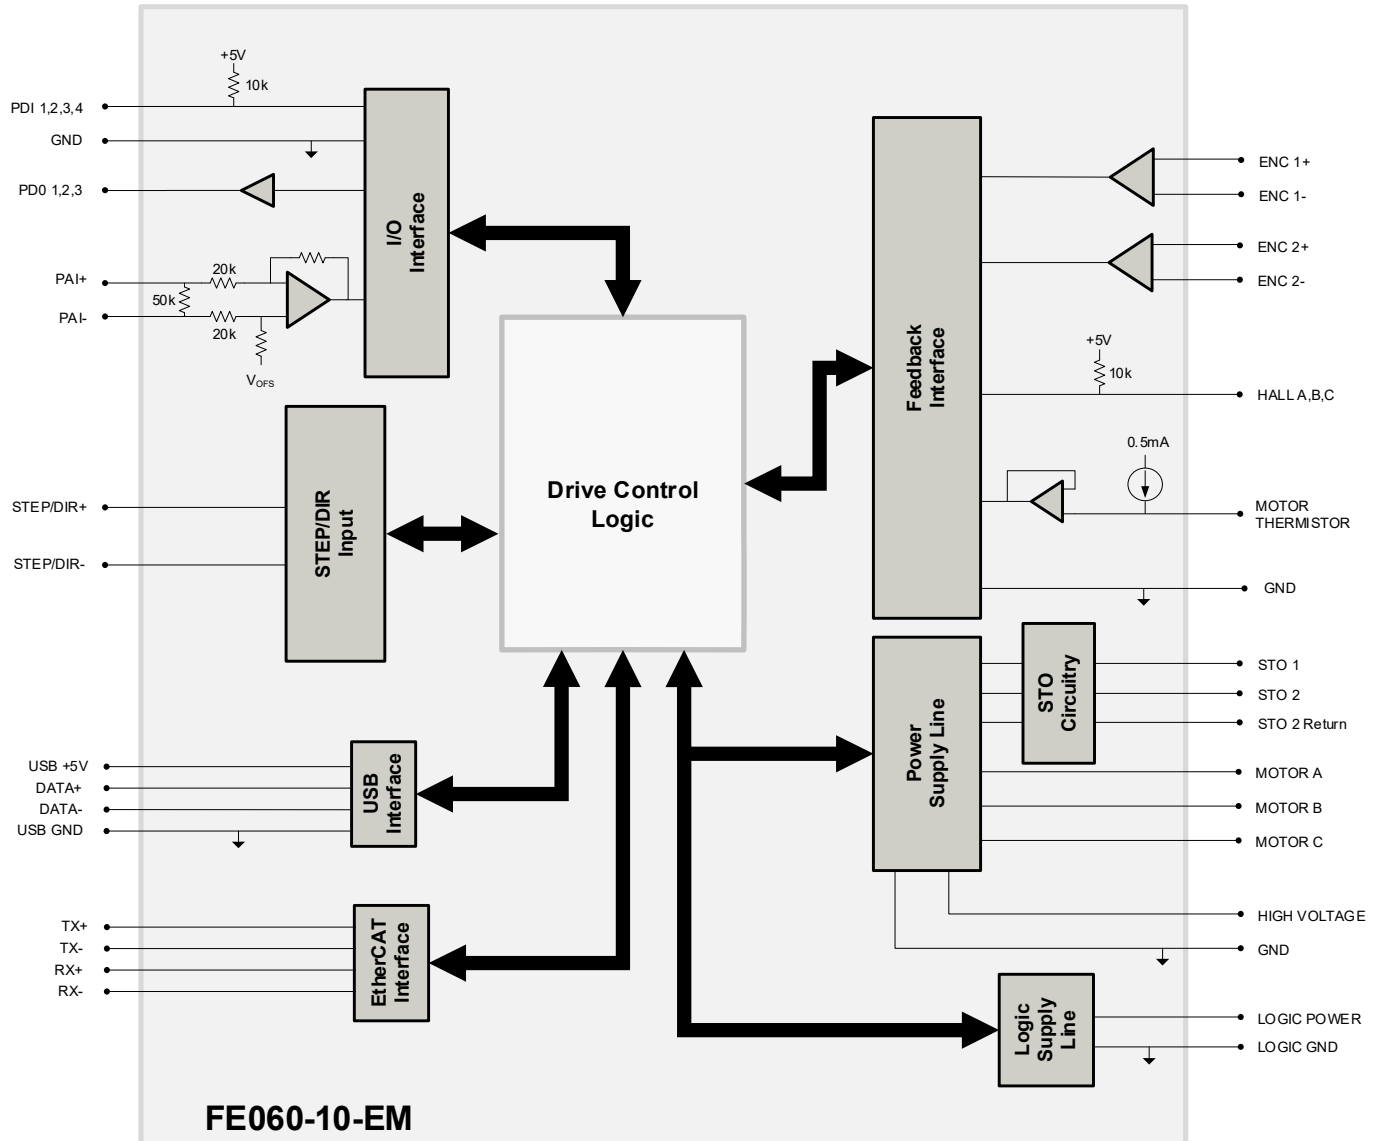 +5V
10k
PDI 1,2,3,4
GND
PD0 1,2,3
PAI+
20k
50k
PAI-
20k
VOFS
I/O
Interface
STEP/DIR+
STEP/DIR-
STEP/DIR
Input
Drive Control
Logic
Feedback
Interface
ENC 1+
ENC 1-
ENC 2+
ENC 2-
+5V
10k
HALL A,B,C
0.5mA
MOTOR
THERMISTOR
GND
STO
Circuitry
STO 1
STO 2
STO 2 Return
Power
Supply Line
MOTOR A
MOTOR B
MOTOR C
HIGH VOLTAGE
GND
USB +5V
DATA+
DATA-
USB GND
USB
Interface
TX+
TX-
RX+
RX-
EtherCAT
Interface
Logic
Supply
Line
LOGIC POWER
LOGIC GND
FE060-10-EM